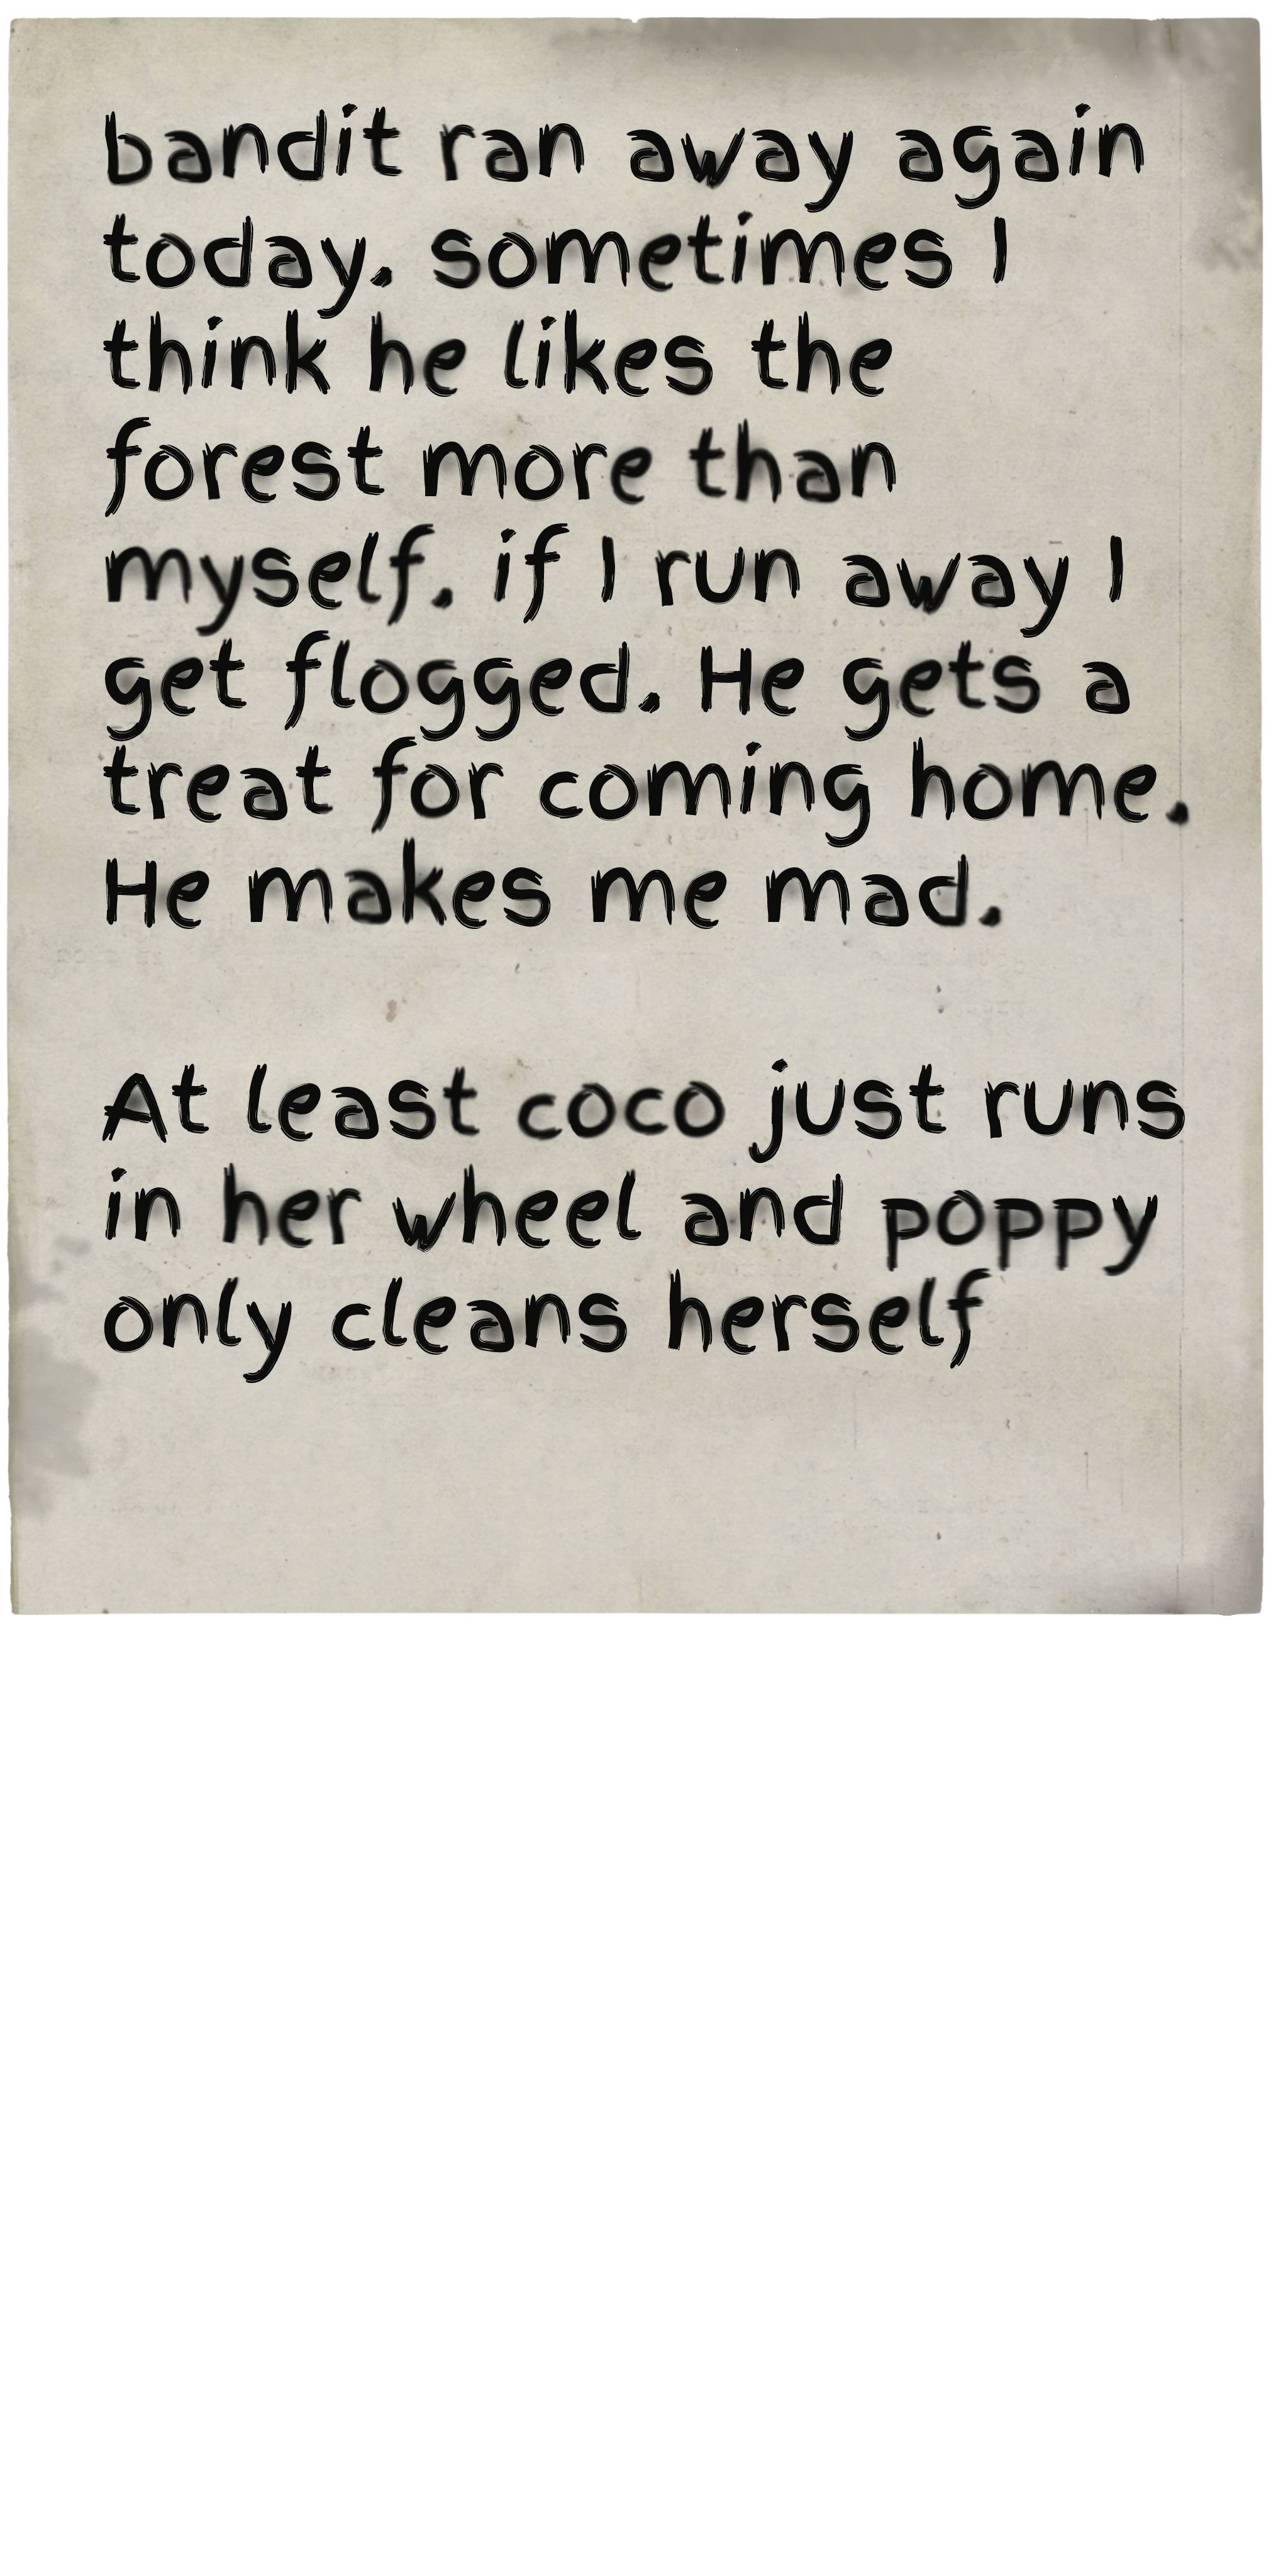 bandit ran away again
today. sometimes I
think he likes the
forest more than
myself. if I run away I
get flogged. He gets a
treat for coming home.
He makes me mad.
At least coco just runs
in her wheel and poppy
only cleans herself